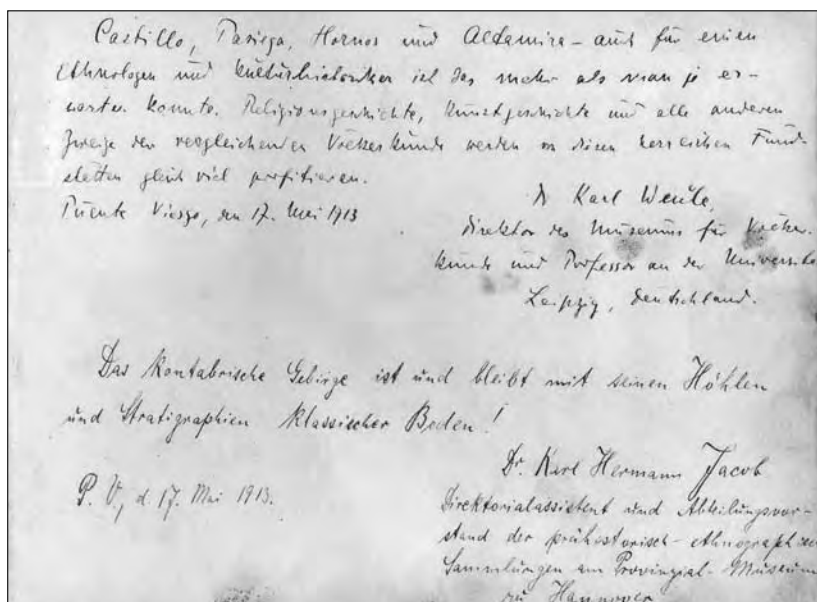 Castillo, Pasiega, Hornos und Altamira – auch für einen
Ethnologen und Kulturhistoriker ist das mehr als man je er-
warten konnte. Religionsgeschichte, Kunstgeschichte und alle anderen
Zweige der vergleichenden Völkerkunde werden von diesen herrlichen Fund-
stätten gleich viel profitieren.
Puente Viesgo, den 17. Mai 1913
Dr Karl Weule,
Direktor des Museums für Völker-
kunde und Professor an der Universitä
Leipzig, Deutschland.
Das Kantabrische Gebirge ist und bleibt mit seinen Höhlen
und Stratigraphien klassischer Boden!
P. V., d. 17. Mai 1913.
Dr. Karl Hermann Jacob
Direktorialassistent und Abteilungsvor-
stand der prähistorisch-ethnographischen
Sammlungen am Provinzial-Museum
zu Hannover